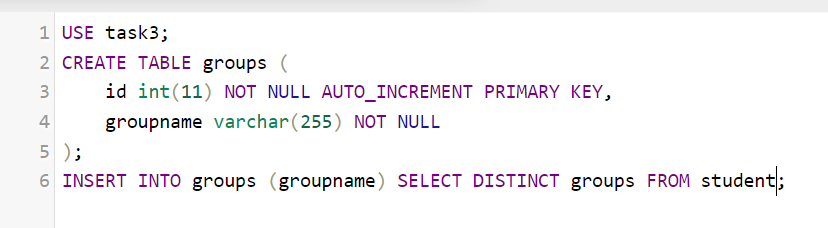 1 USE task3;
2 CREATE TABLE groups (
3 id int(11) NOT NULL AUTO_INCREMENT PRIMARY KEY,
4 groupname varchar(255) NOT NULL
5 );
6 INSERT INTO groups (groupname) SELECT DISTINCT groups FROM student;